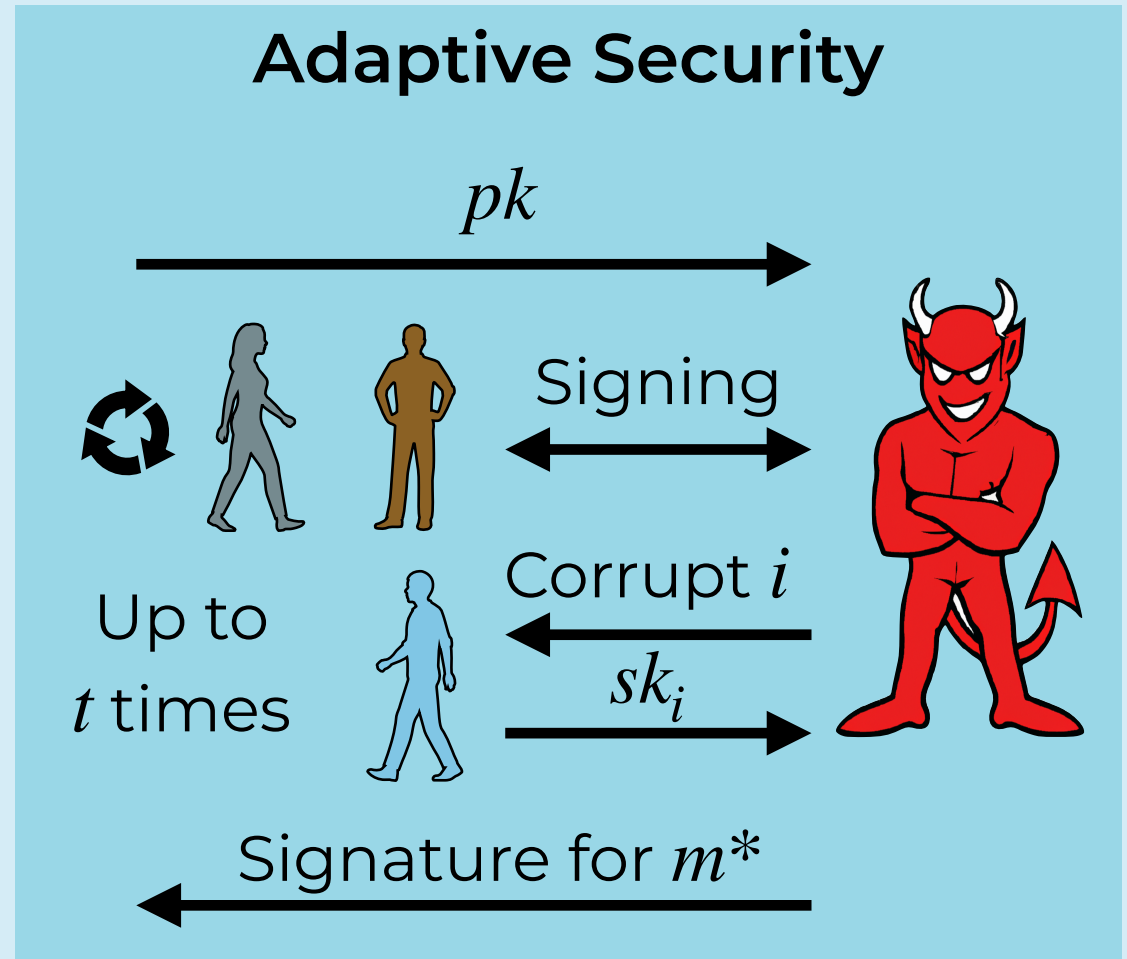 Adaptive Security
pk
Signing
Corrupt i
Up to
sk_i
t times
Signature for m*